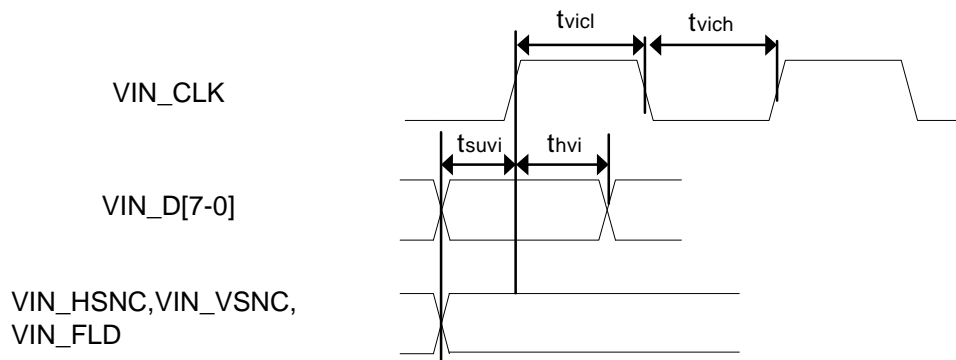 tvicl tvich
VIN_CLK
tsuvi thvi
VIN_D[7-0]
VIN_HSNC,VIN_VSNC,
VIN_FLD